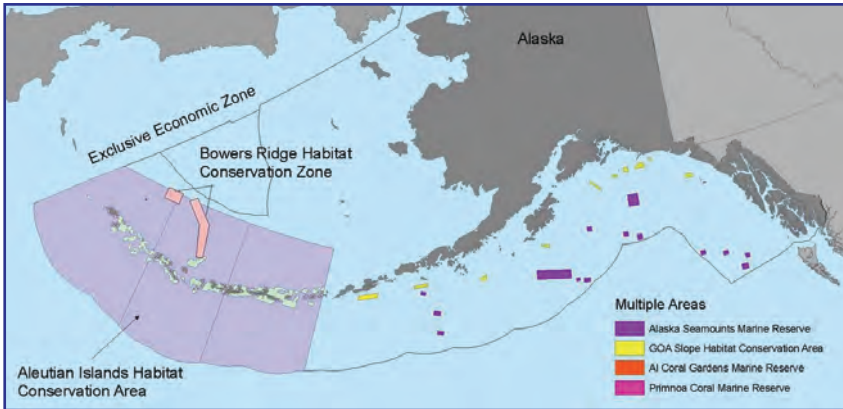 Alaska
Exclusive Economic Zone
Bowers Ridge Habitat
Conservation Zone
Aleutian Islands Habitat
Conservation Area
Multiple Areas
Alaska Seamounts Marine Reserve
GOA Slope Habitat Conservation Area
AI Coral Gardens Marine Reserve
Primnoa Coral Marine Reserve